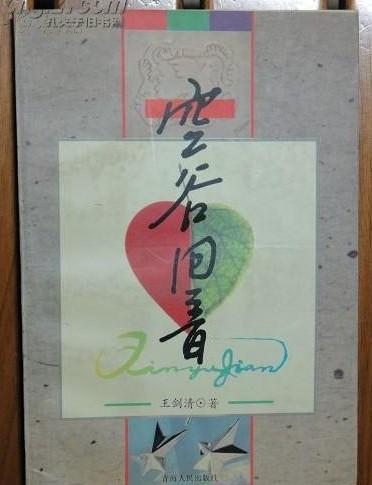 孔夫子旧书网
空谷回音
XinyuJian
王剑清⊙著
青海人民出版社